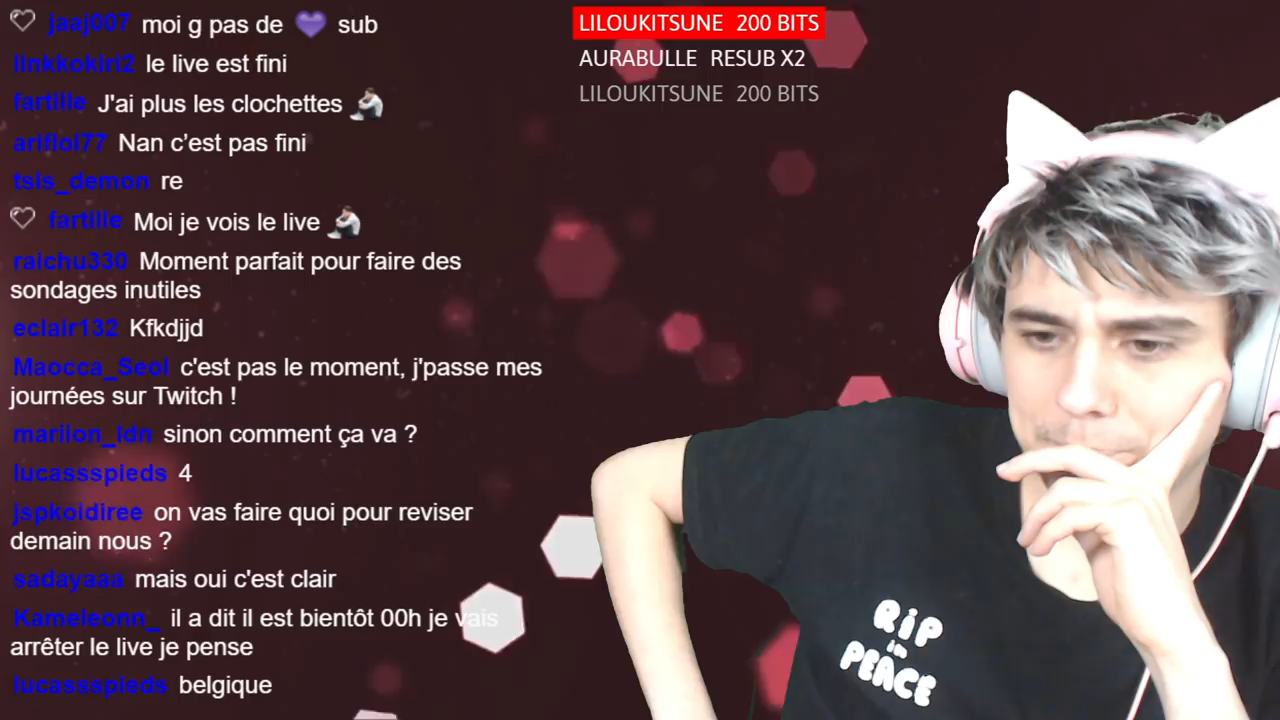 jaaj007 moi g pas de 💜 sub
linkkokiri2 le live est fini
fartille J'ai plus les clochettes
ariflol77 Nan c'est pas fini
tsis_demon re
fartille Moi je vois le live
raichu330 Moment parfait pour faire des
sondages inutiles
eclair132 Kfkdjjd
Maocca_Seol c'est pas le moment, j'passe mes
journées sur Twitch !
marilon_ldn sinon comment ça va ?
lucassspieds 4
jspkoidiree on vas faire quoi pour reviser
demain nous ?
sadayaaa mais oui c'est clair
Kameleonn_ il a dit il est bientôt 00h je vais
arrêter le live je pense
lucassspieds belgique
LILOUKITSUNE 200 BITS
AURABULLE RESUB X2
LILOUKITSUNE 200 BITS
RiP
in
PEACE